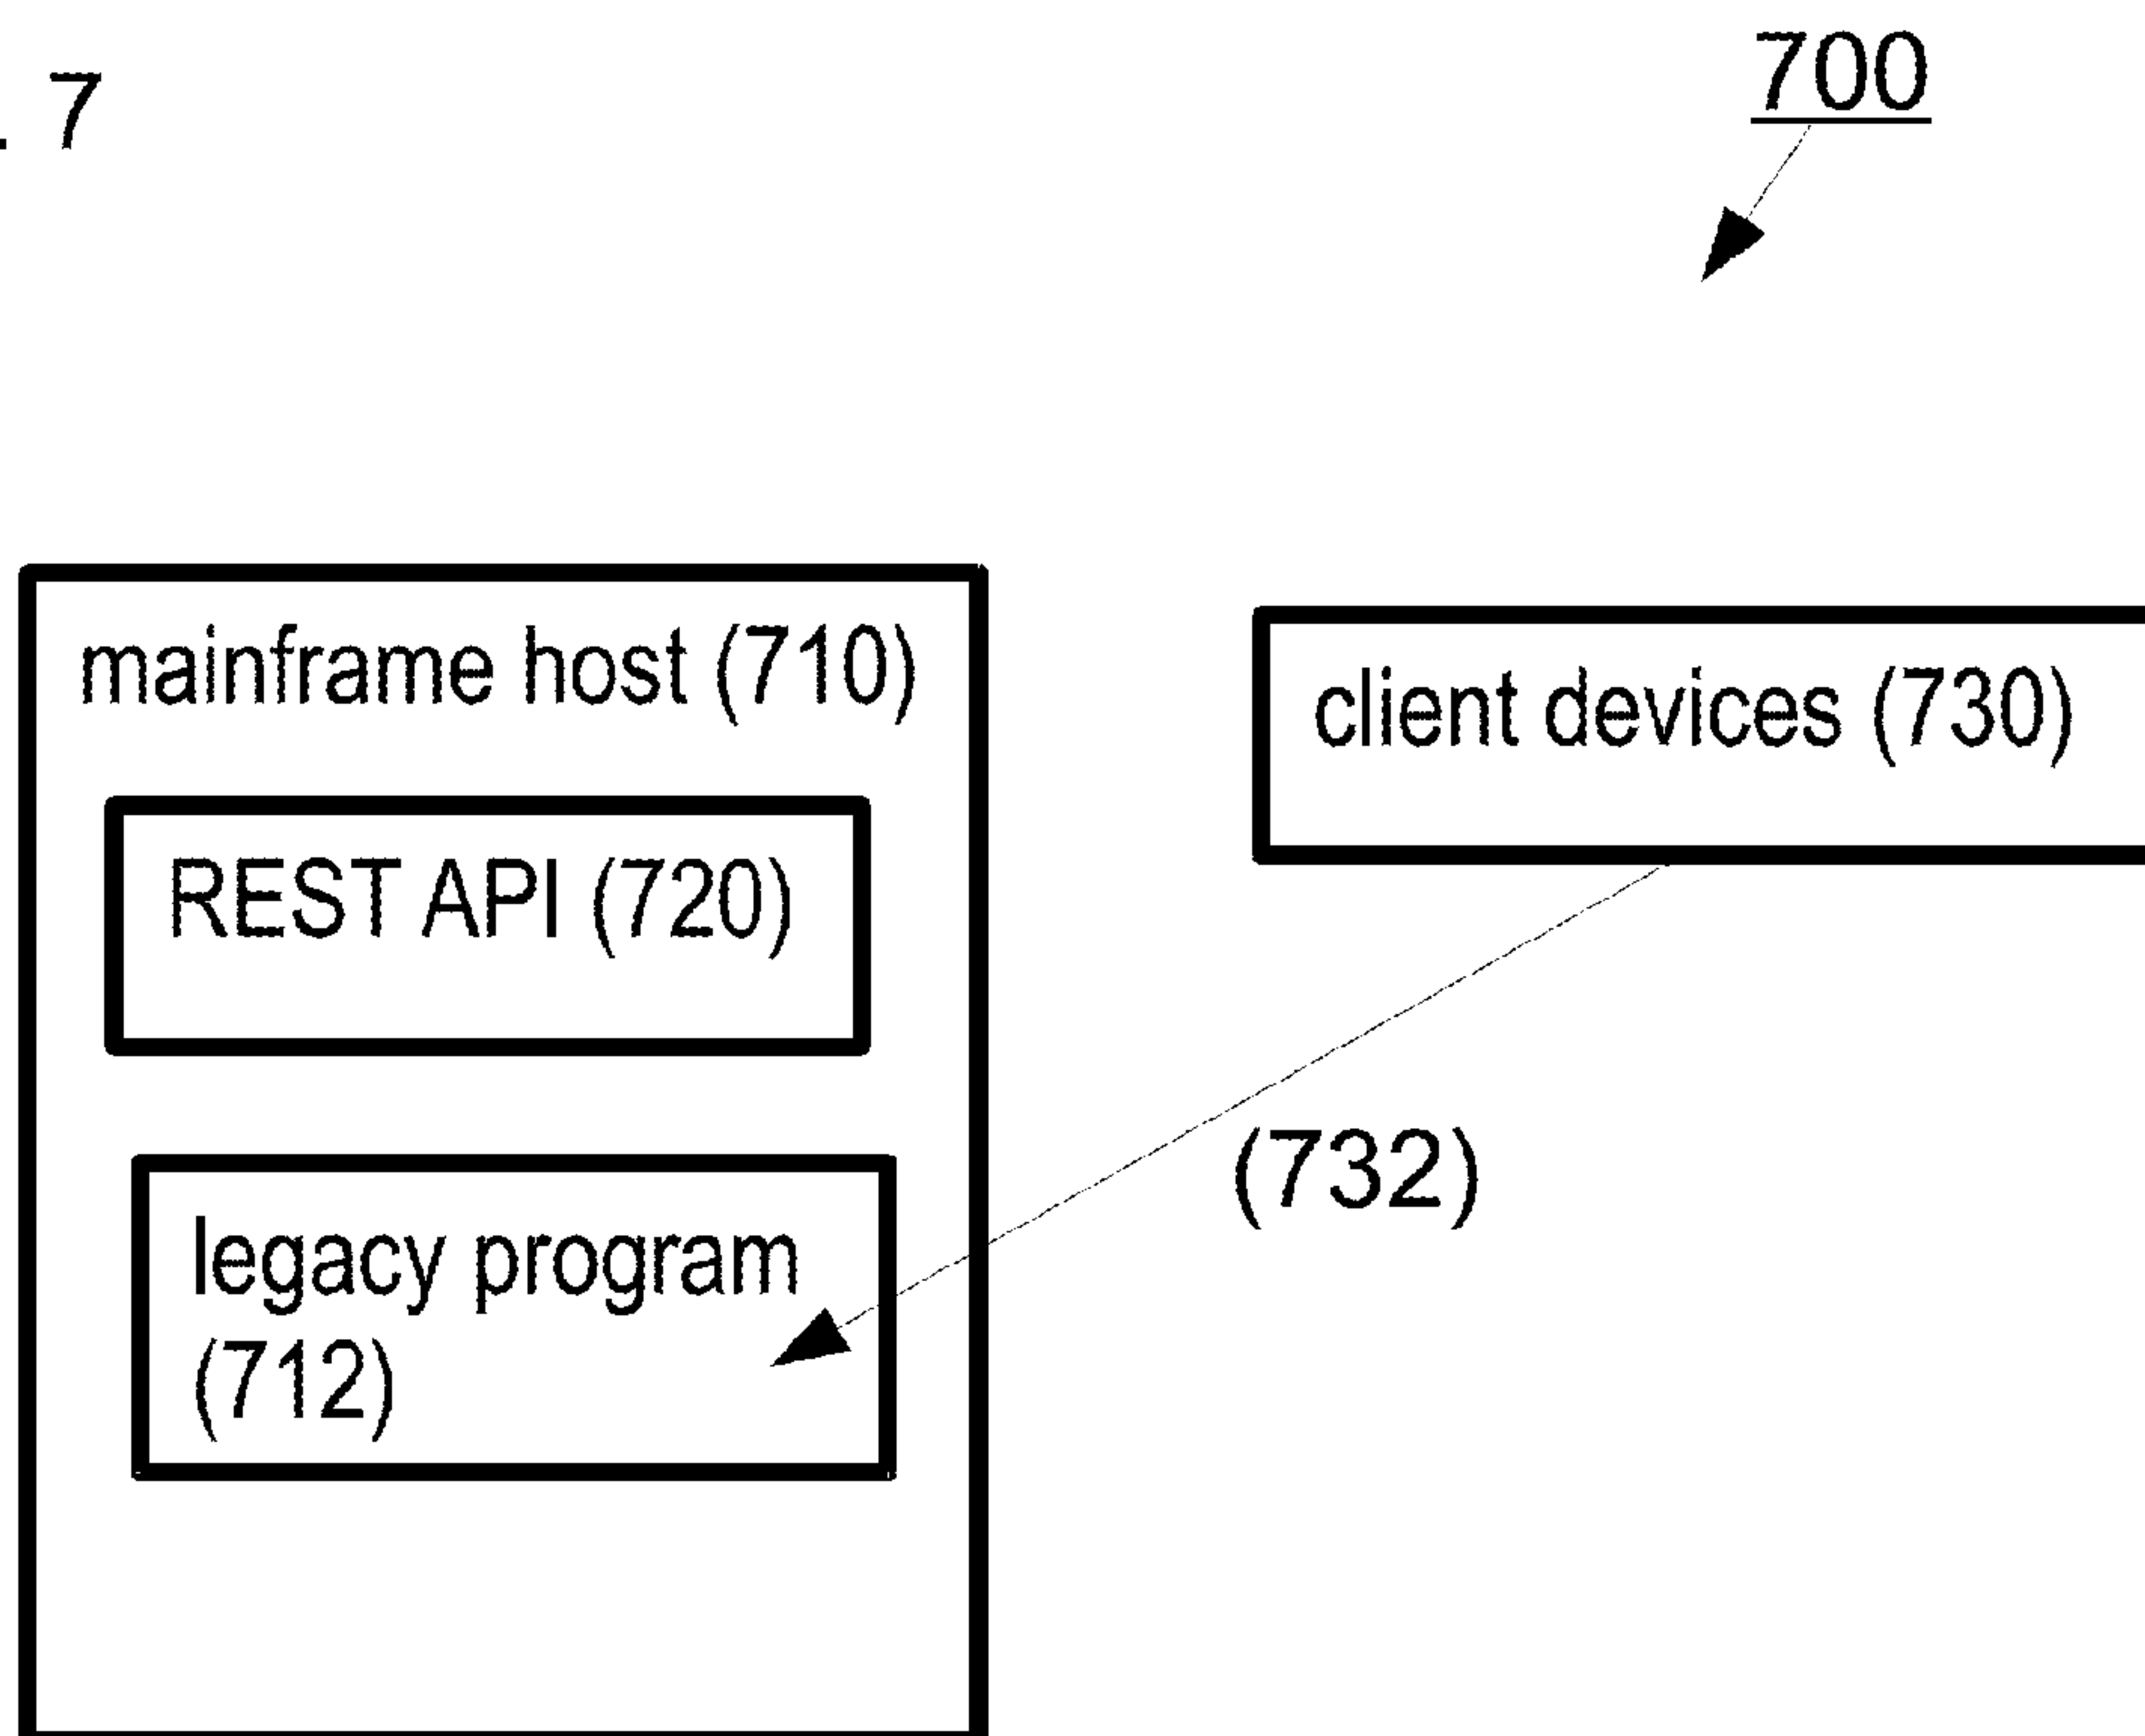 . 7
700
mainframe host (710)
client devices (730)
REST API (720)
(732)
legacy program
(712)